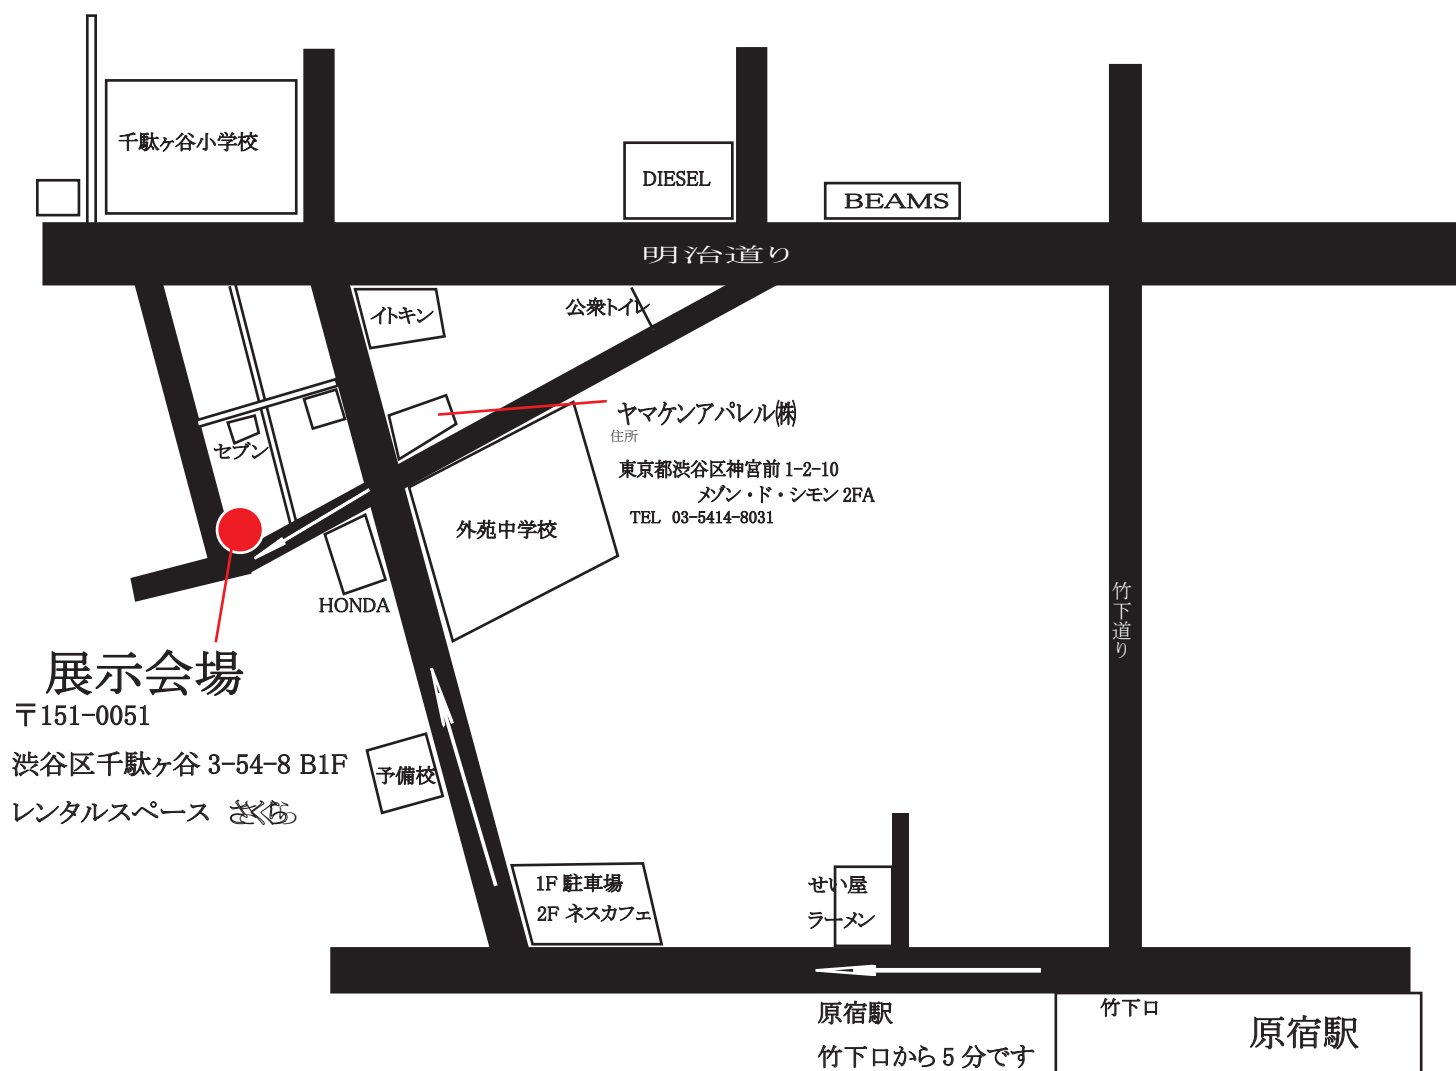 千駄ヶ谷小学校
DIESEL
BEAMS
明治道り
イトキン
公衆トイレ
ヤマケンアパレル㈱
住所
東京都渋谷区神宮前 1-2-10
メゾン・ド・シモン 2FA
TEL 03-5414-8031
セブン
外苑中学校
HONDA
竹下道り
展示会場
〒151-0051
渋谷区千駄ヶ谷 3-54-8 B1F
レンタルスペース さくら
予備校
1F 駐車場
2F ネスカフェ
せい屋
ラーメン
原宿駅
竹下口から 5 分です
竹下口
原宿駅